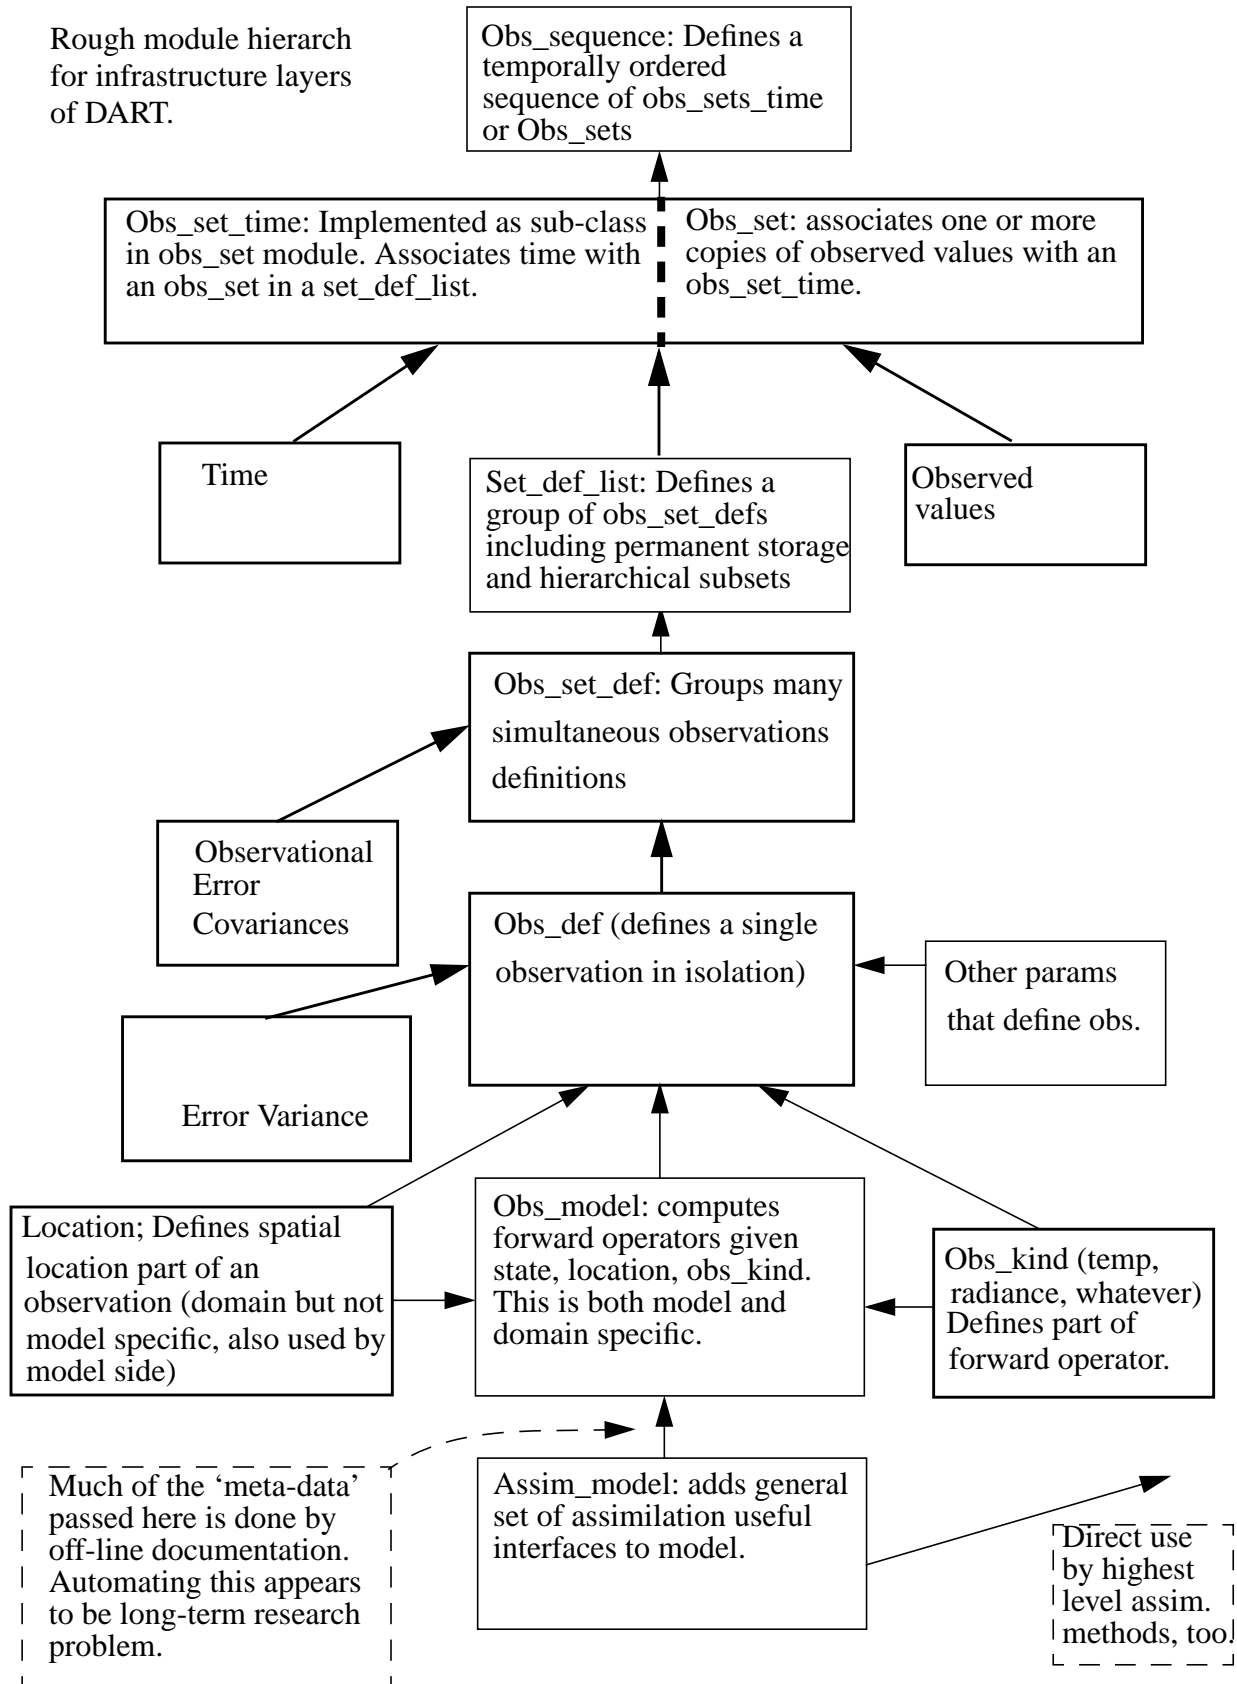 Rough module hierarch
for infrastructure layers
of DART.
Obs_sequence: Defines a
temporally ordered
sequence of obs_sets_time
or Obs_sets
Obs_set_time: Implemented as sub-class
in obs_set module. Associates time with
an obs_set in a set_def_list.
Obs_set: associates one or more
copies of observed values with an
obs_set_time.
Time
Set_def_list: Defines a
group of obs_set_defs
including permanent storage
and hierarchical subsets
Observed
values
Obs_set_def: Groups many
simultaneous observations
definitions
Observational
Error
Covariances
Obs_def (defines a single
observation in isolation)
Other params
that define obs.
Error Variance
Location; Defines spatial
location part of an
observation (domain but not
model specific, also used by
model side)
Obs_model: computes
forward operators given
state, location, obs_kind.
This is both model and
domain specific.
Obs_kind (temp,
radiance, whatever)
Defines part of
forward operator.
Much of the ‘meta-data’
passed here is done by
off-line documentation.
Automating this appears
to be long-term research
problem.
Assim_model: adds general
set of assimilation useful
interfaces to model.
Direct use
by highest
level assim.
methods, too.